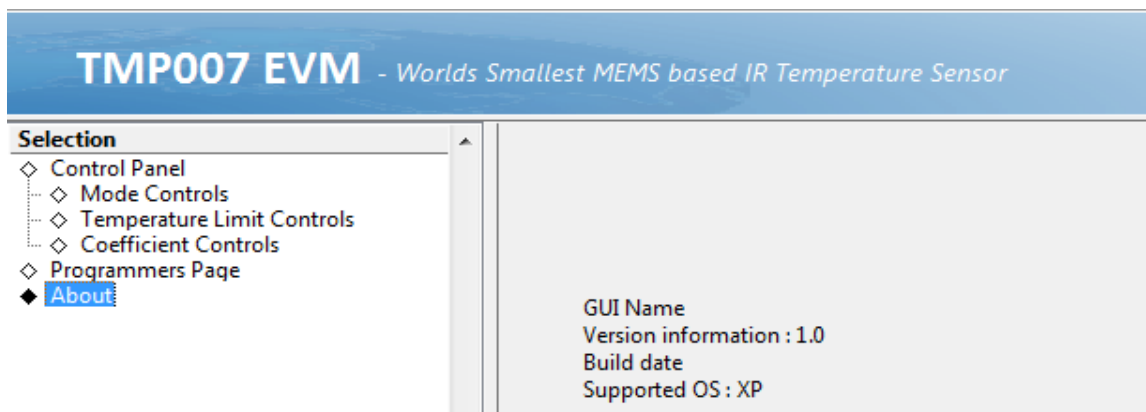 TMP007 EVM - Worlds Smallest MEMS based IR Temperature Sensor
Selection
Control Panel
Mode Controls
Temperature Limit Controls
Coefficient Controls
Programmers Page
About
GUI Name
Version information : 1.0
Build date
Supported OS : XP